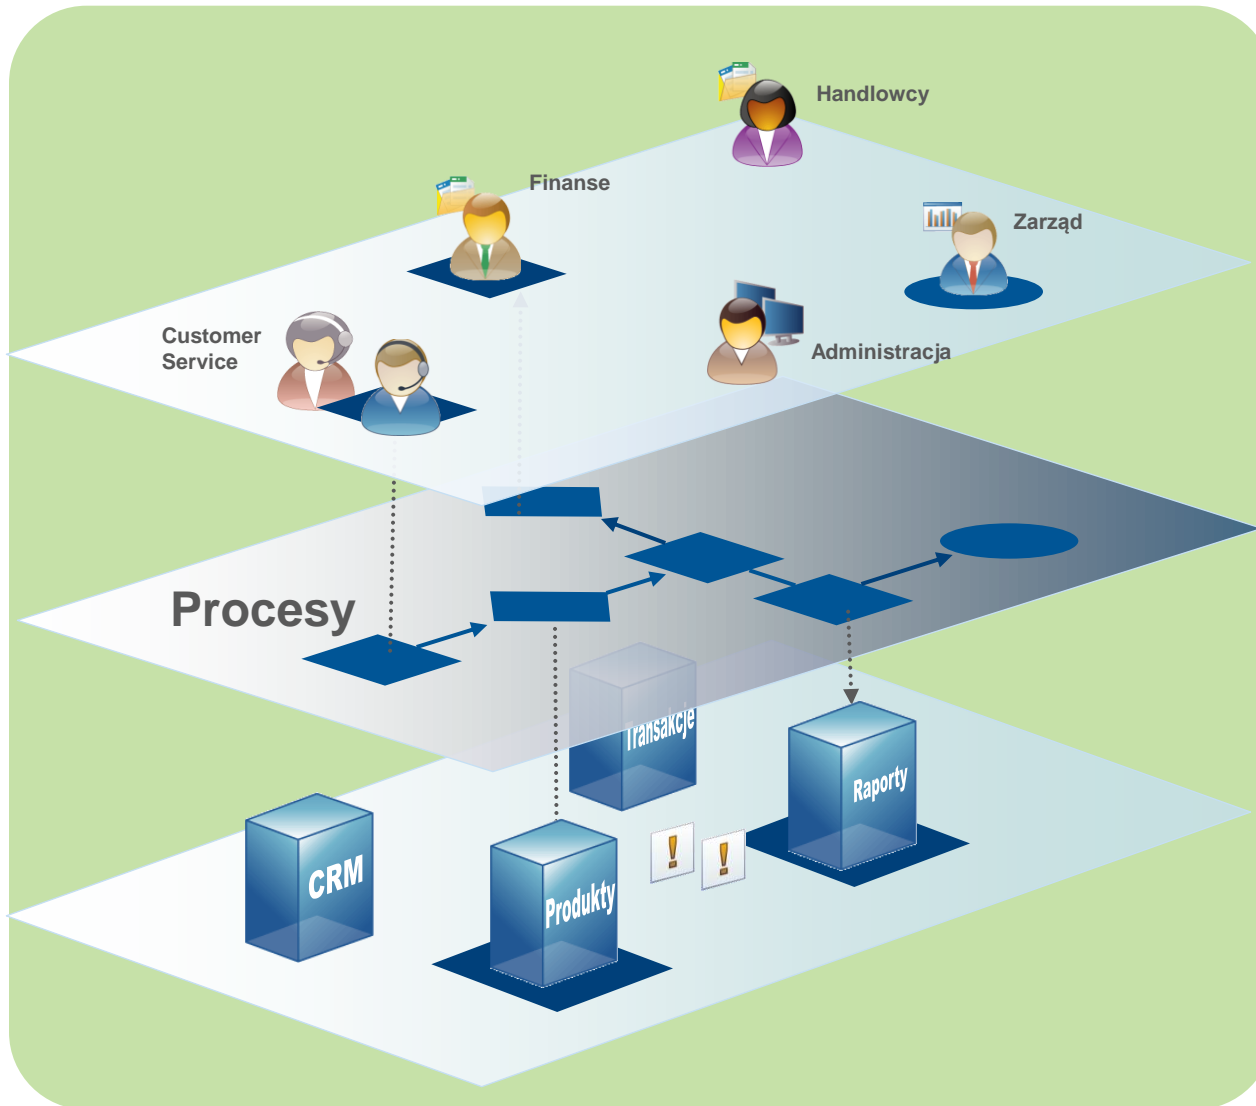 Handlowcy
Finanse
Zarząd
Customer
Service
Administracja
Procesy
Transakcje
Raporty
CRM
Produkty